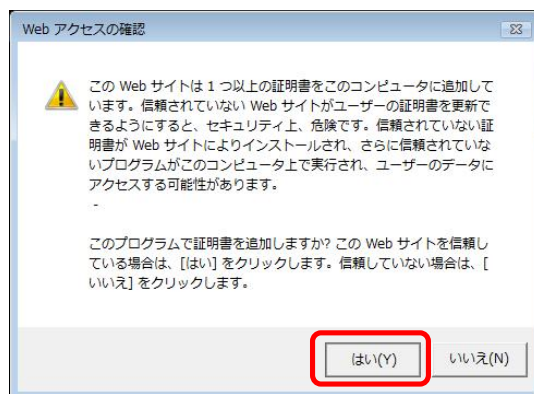 Web アクセスの確認
この Web サイトは 1 つ以上の証明書をこのコンピュータに追加して
います。信頼されていない Web サイトがユーザーの証明書を更新で
きるようにすると、セキュリティ上、危険です。信頼されていない証
明書が Web サイトによりインストールされ、さらに信頼されていな
いプログラムがこのコンピュータ上で実行され、ユーザーのデータに
アクセスする可能性があります。
-
このプログラムで証明書を追加しますか? この Web サイトを信頼し
ている場合は、[はい] をクリックします。信頼していない場合は、[
いいえ] をクリックします。
はい(Y) いいえ(N)